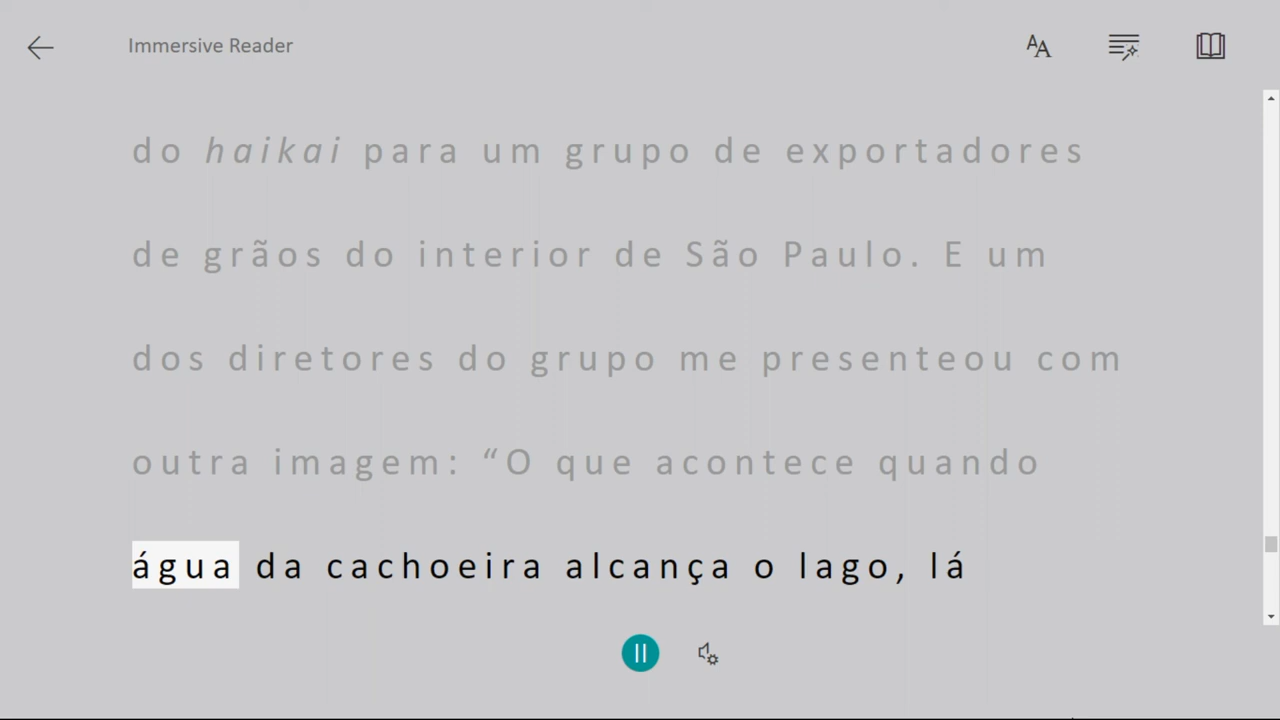 Immersive Reader
do haikai para um grupo de exportadores
de grãos do interior de São Paulo. E um
dos diretores do grupo me presenteou com
outra imagem: “O que acontece quando
água da cachoeira alcança o lago, lá